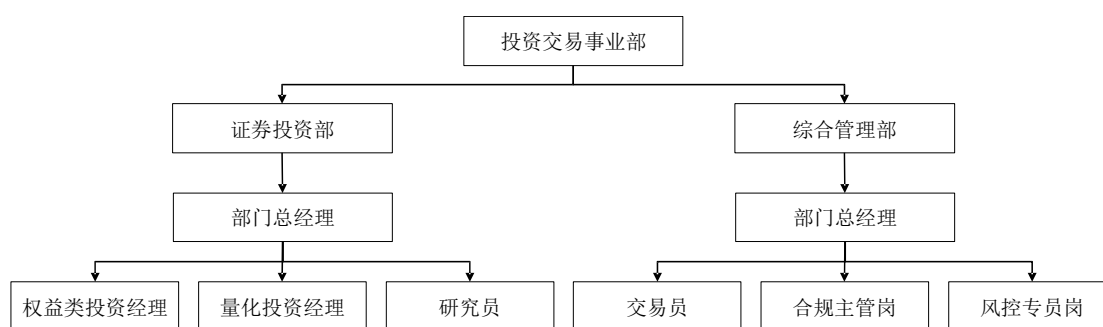 投资交易事业部
证券投资部
综合管理部
部门总经理
部门总经理
权益类投资经理
量化投资经理
研究员
交易员
合规主管岗
风控专员岗